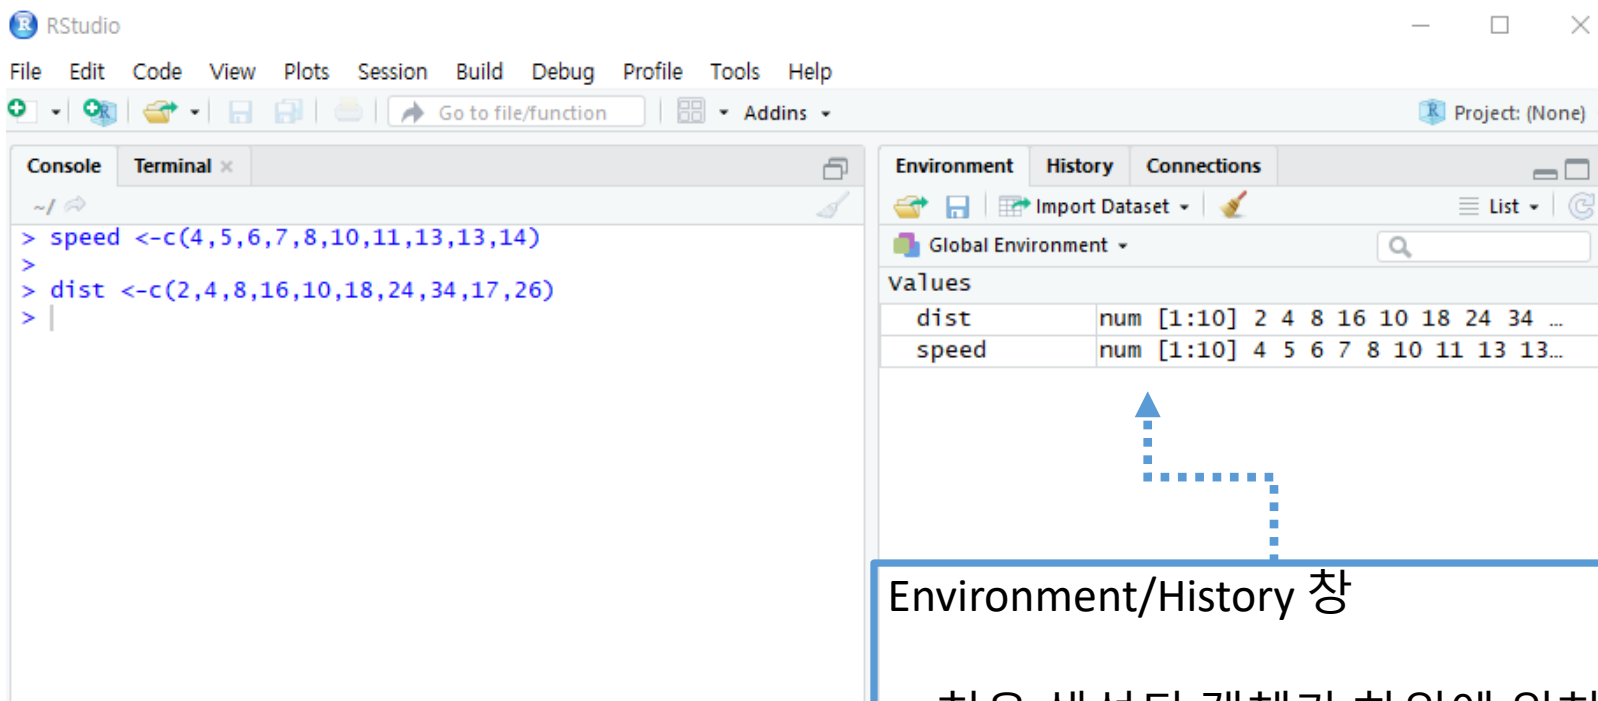 RStudio
File Edit Code View Plots Session Build Debug Profile Tools Help
Go to file/function Addins Project: (None)
Console Terminal
~/
> speed <-c(4,5,6,7,8,10,11,13,13,14)
>
> dist <-c(2,4,8,16,10,18,24,34,17,26)
>
Environment History Connections
Import Dataset List
Global Environment
Values
dist num [1:10] 2 4 8 16 10 18 24 34 …
speed num [1:10] 4 5 6 7 8 10 11 13 13…
Environment/History 창